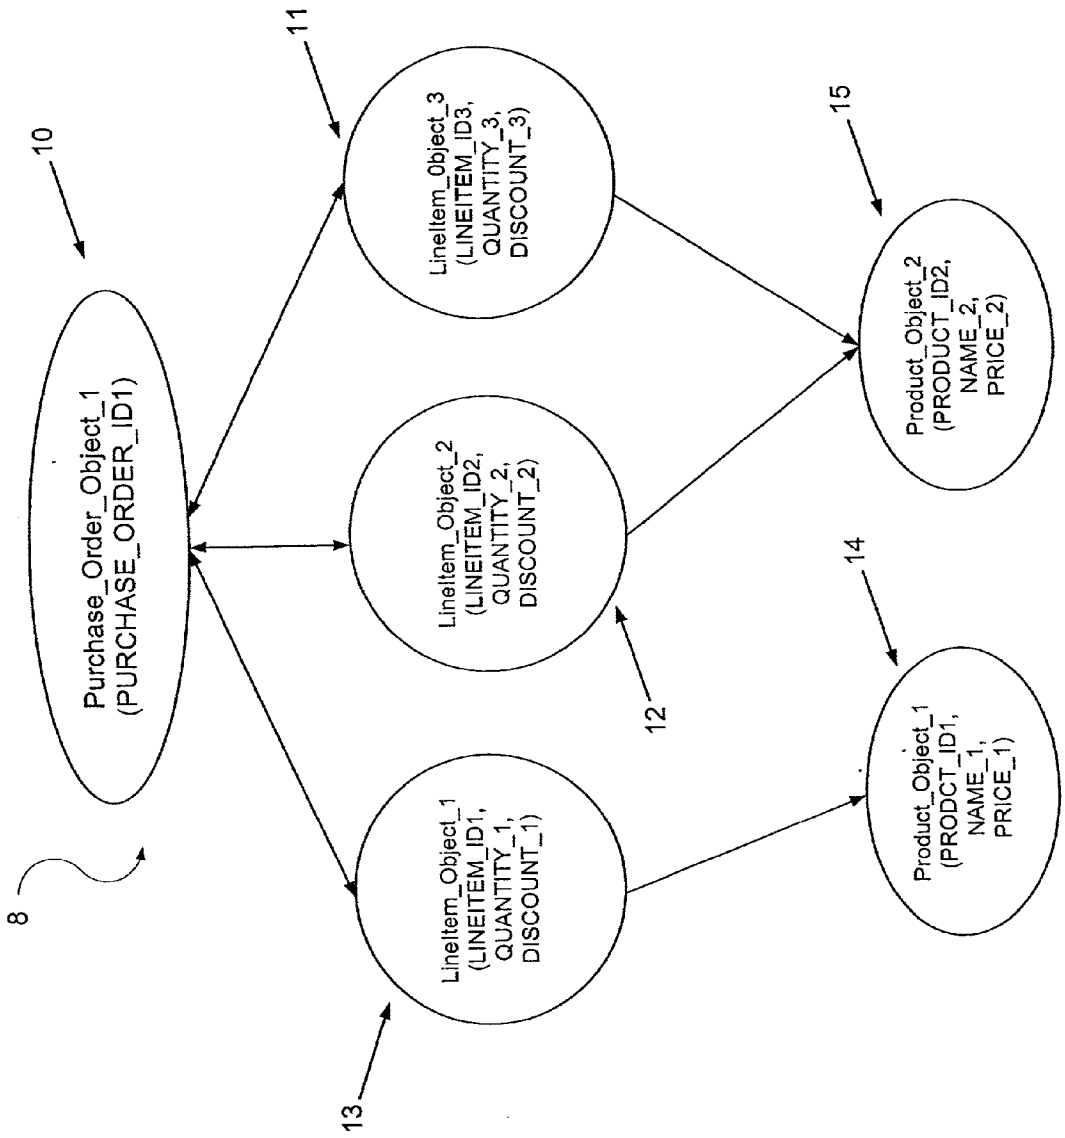 8
10
Purchase_Order_Object_1
(PURCHASE_ORDER_ID1)
13
LineItem_Object_1
(LINEITEM_ID1,
QUANTITY_1,
DISCOUNT_1)
12
LineItem_Object_2
(LINEITEM_ID2,
QUANTITY_2,
DISCOUNT_2)
11
LineItem_Object_3
(LINEITEM_ID3,
QUANTITY_3,
DISCOUNT_3)
14
Product_Object_1
(PRODCT_ID1,
NAME_1,
PRICE_1)
15
Product_Object_2
(PRODUCT_ID2,
NAME_2,
PRICE_2)